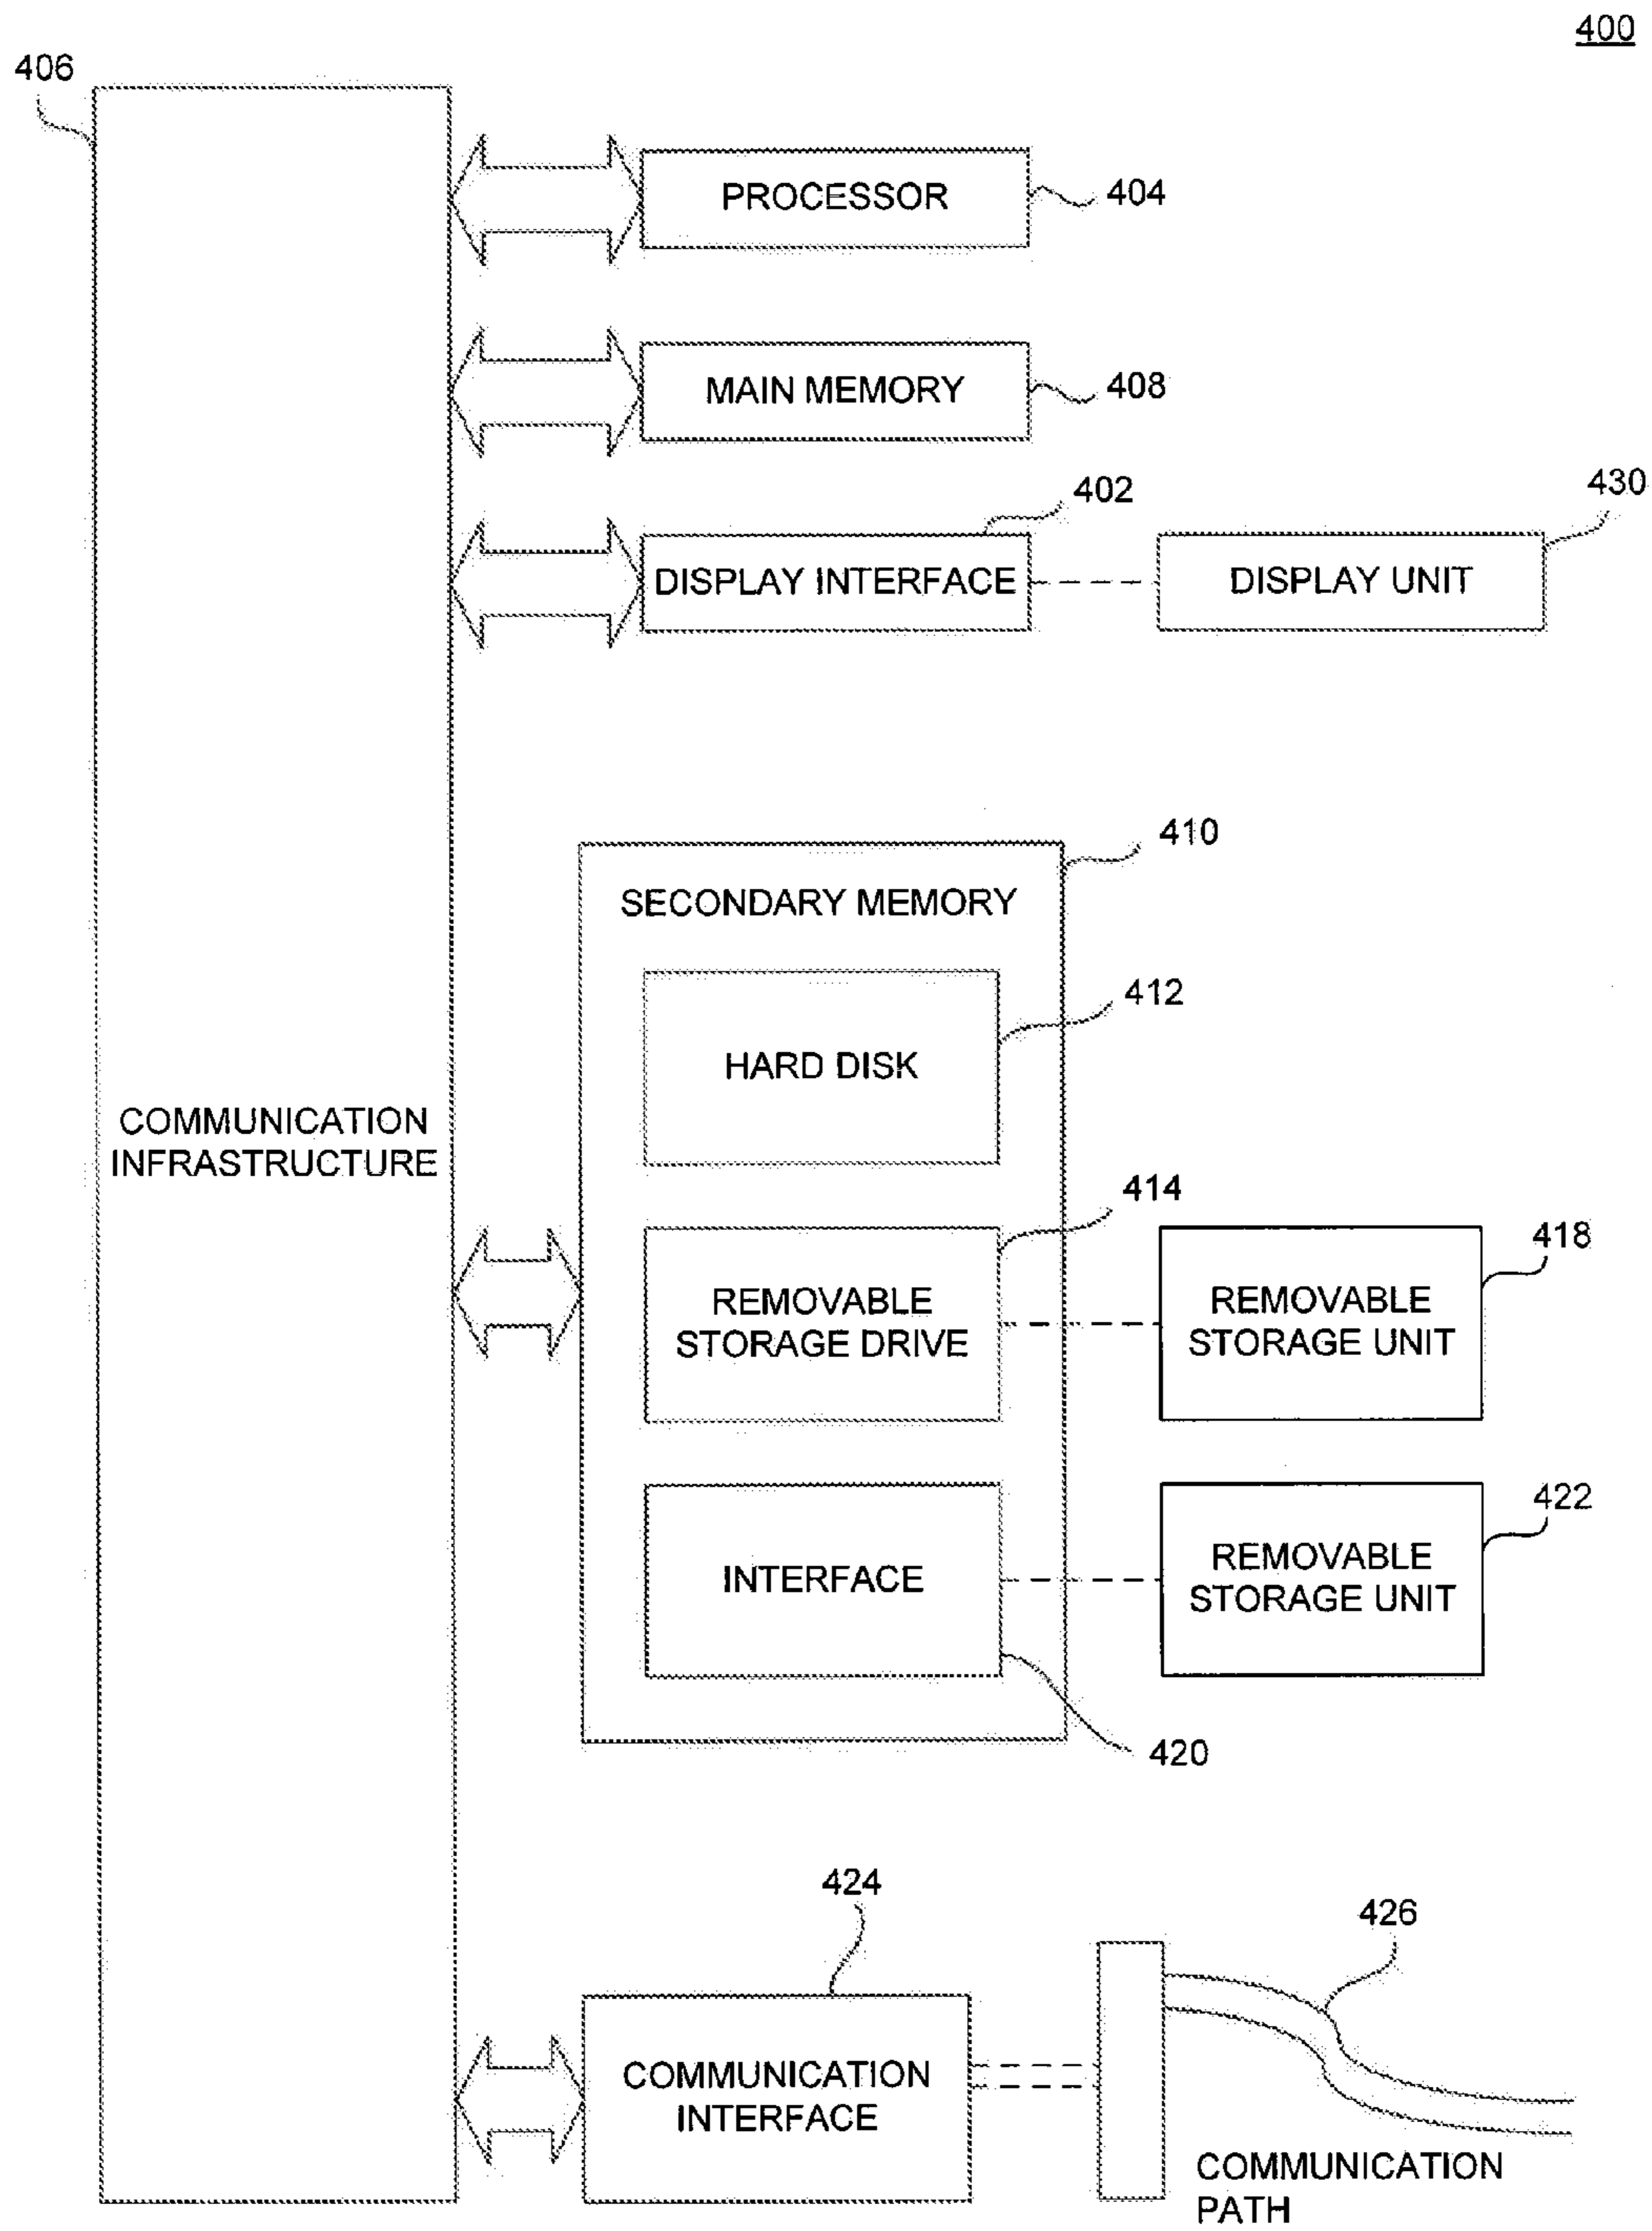 400
406
PROCESSOR
404
MAIN MEMORY
408
402
430
DISPLAY INTERFACE
DISPLAY UNIT
410
SECONDARY MEMORY
412
HARD DISK
COMMUNICATION
INFRASTRUCTURE
414
418
REMOVABLE
STORAGE DRIVE
REMOVABLE
STORAGE UNIT
422
INTERFACE
REMOVABLE
STORAGE UNIT
420
424
426
COMMUNICATION
INTERFACE
COMMUNICATION
PATH